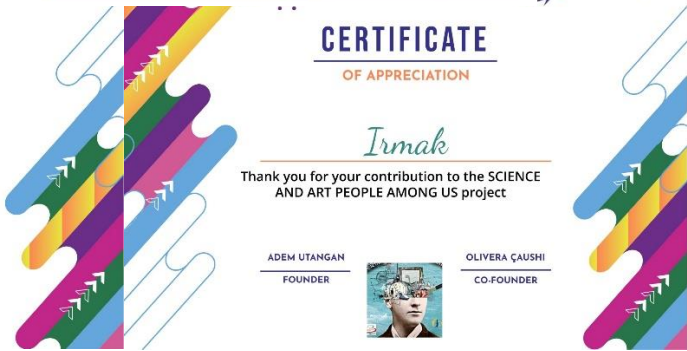 CERTIFICATE
OF APPRECIATION
Irmak
Thank you for your contribution to the SCIENCE
AND ART PEOPLE AMONG US project
ADEM UTANGAN
FOUNDER
OLIVERA ÇAUSHI
CO-FOUNDER